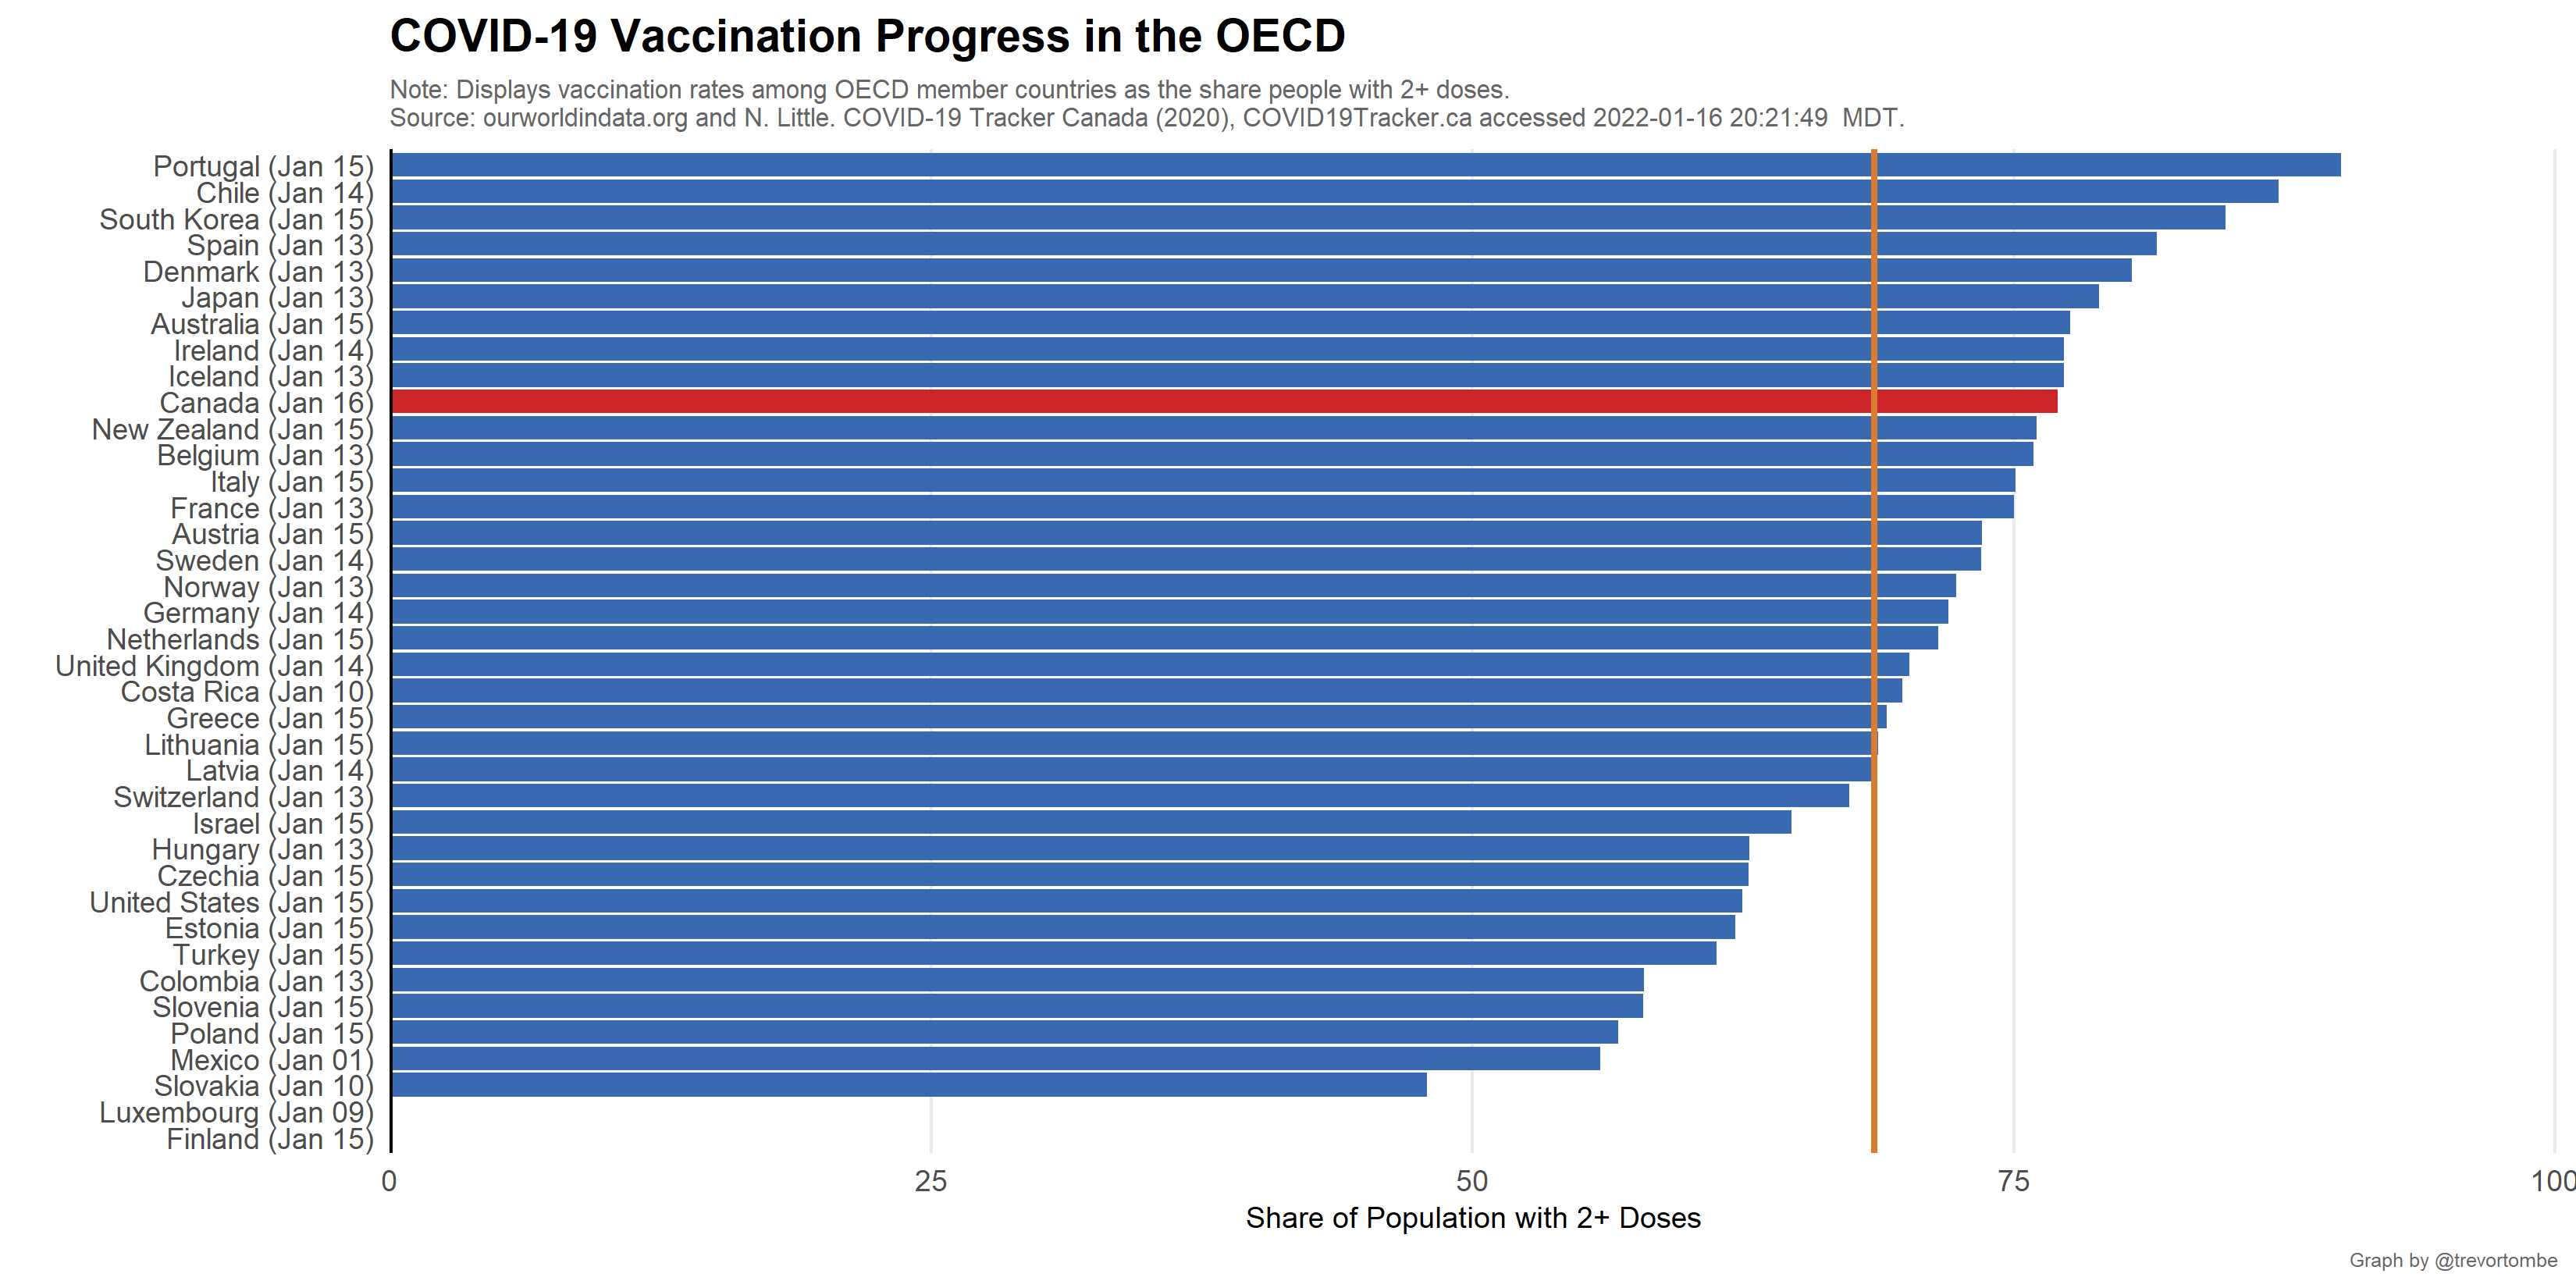 COVID-19 Vaccination Progress in the OECD
Note: Displays vaccination rates among OECD member countries as the share people with 2+ doses.
Source: ourworldindata.org and N. Little. COVID-19 Tracker Canada (2020), COVID19Tracker.ca accessed 2022-01-16 20:21:49  MDT.
Portugal (Jan 15)
Chile (Jan 14)
South Korea (Jan 15)
Spain (Jan 13)
Denmark (Jan 13)
Japan (Jan 13)
Australia (Jan 15)
Ireland (Jan 14)
Iceland (Jan 13)
Canada (Jan 16)
New Zealand (Jan 15)
Belgium (Jan 13)
Italy (Jan 15)
France (Jan 13)
Austria (Jan 15)
Sweden (Jan 14)
Norway (Jan 13)
Germany (Jan 14)
Netherlands (Jan 15)
United Kingdom (Jan 14)
Costa Rica (Jan 10)
Greece (Jan 15)
Lithuania (Jan 15)
Latvia (Jan 14)
Switzerland (Jan 13)
Israel (Jan 15)
Hungary (Jan 13)
Czechia (Jan 15)
United States (Jan 15)
Estonia (Jan 15)
Turkey (Jan 15)
Colombia (Jan 13)
Slovenia (Jan 15)
Poland (Jan 15)
Mexico (Jan 01)
Slovakia (Jan 10)
Luxembourg (Jan 09)
Finland (Jan 15)
0 25 50 75 100
Share of Population with 2+ Doses
Graph by @trevortombe